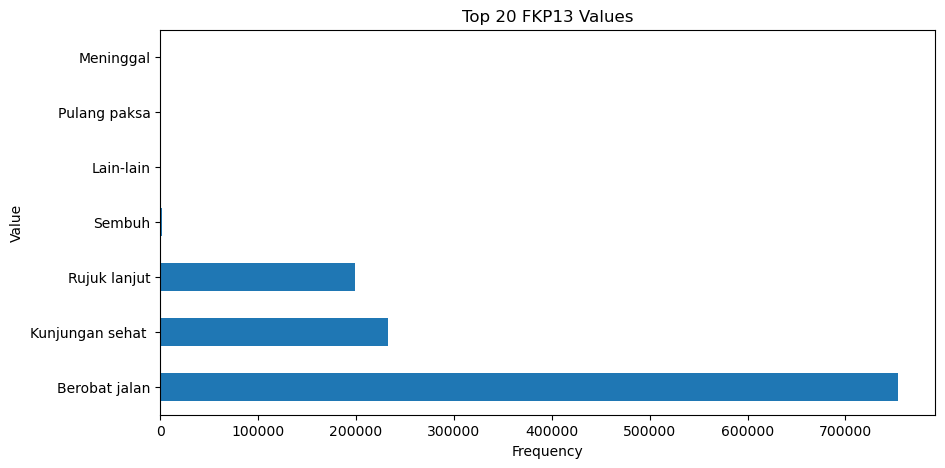 Top 20 FKP13 Values
Meninggal
Pulang paksa
Lain-lain
Sembuh
Rujuk lanjut
Kunjungan sehat
Berobat jalan
Value
0 100000 200000 300000 400000 500000 600000 700000
Frequency